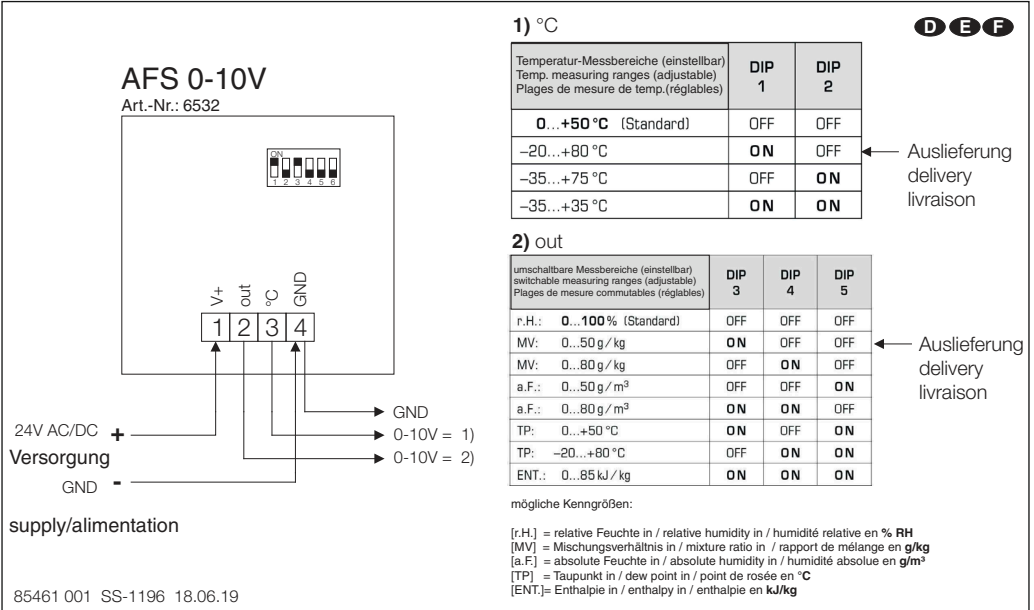 D E F
AFS 0-10V
Art.-Nr.: 6532
ON
1 2 3 4 5 6
V+ out °C GND
1 2 3 4
24V AC/DC +
Versorgung
GND -
supply/alimentation
GND
0-10V = 1)
0-10V = 2)
85461 001 SS-1196 18.06.19
1) °C
Temperatur-Messbereiche (einstellbar)
Temp. measuring ranges (adjustable)
Plages de mesure de temp.(réglables)
DIP 1
DIP 2
0...+50 °C (Standard) OFF OFF
–20...+80 °C ON OFF
–35...+75 °C OFF ON
–35...+35 °C ON ON
Auslieferung
delivery
livraison
2) out
umschaltbare Messbereiche (einstellbar)
switchable measuring ranges (adjustable)
Plages de mesure commutables (réglables)
DIP 3
DIP 4
DIP 5
r.H.: 0...100 % (Standard) OFF OFF OFF
MV: 0...50 g/kg ON OFF OFF
MV: 0...80 g/kg OFF ON OFF
a.F.: 0...50 g/m³ OFF OFF ON
a.F.: 0...80 g/m³ ON ON OFF
TP: 0...+50 °C ON OFF ON
TP: –20...+80 °C OFF ON ON
ENT.: 0...85 kJ/kg ON ON ON
Auslieferung
delivery
livraison
mögliche Kenngrößen:
[r.H.] = relative Feuchte in / relative humidity in / humidité relative en % RH
[MV] = Mischungsverhältnis in / mixture ratio in / rapport de mélange en g/kg
[a.F.] = absolute Feuchte in / absolute humidity in / humidité absolue en g/m³
[TP] = Taupunkt in / dew point in / point de rosée en °C
[ENT.]= Enthalpie in / enthalpy in / enthalpie en kJ/kg